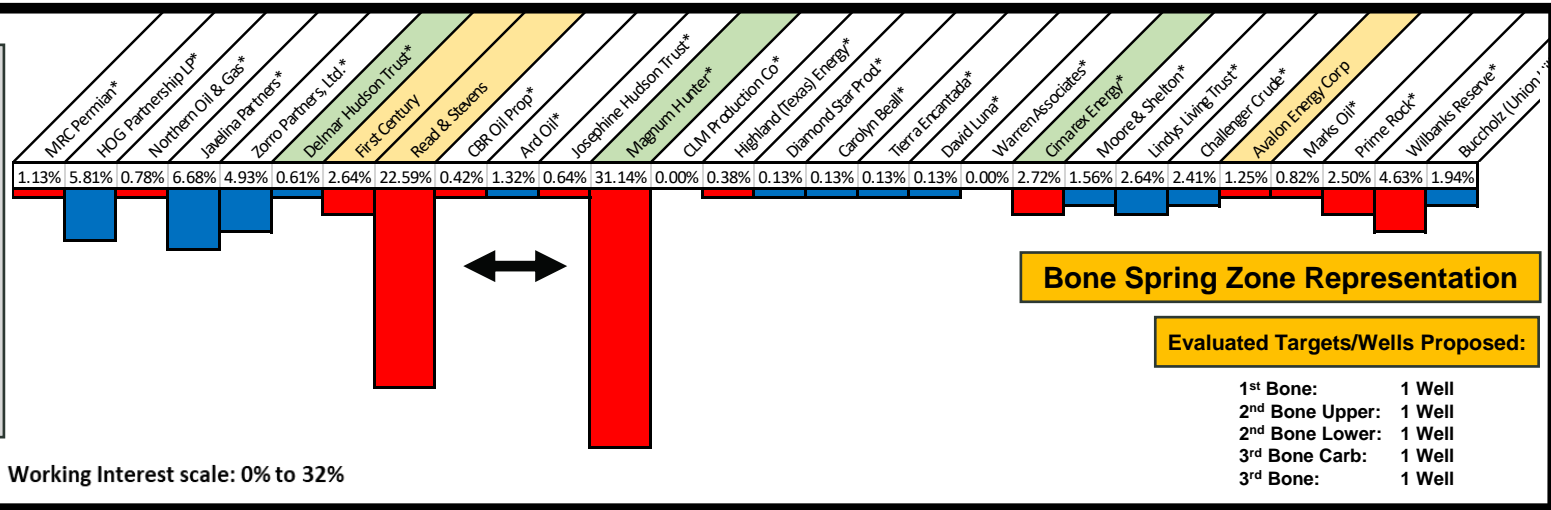 MRC Permian*
HOG Partnership LP*
Northern Oil & Gas*
Javelina Partners*
Zorro Partners, Ltd.*
Delmar Hudson Trust*
First Century
Read & Stevens
CBR Oil Prop*
Ard Oil*
Josephine Hudson Trust*
Magnum Hunter*
CLM Production Co*
Highland (Texas) Energy*
Diamond Star Prod.*
Carolyn Beall*
Tierra Encantada*
David Luna*
Warren Associates*
Cimarex Energy*
Moore & Shelton*
Lindys Living Trust*
Challenger Crude*
Avalon Energy Corp
Marks Oil*
Prime Rock*
Wilbanks Reserve*
Buccholz (Union
1.13% 5.81% 0.78% 6.68% 4.93% 0.61% 2.64% 22.59% 0.42% 1.32% 0.64% 31.14% 0.00% 0.38% 0.13% 0.13% 0.13% 0.13% 0.00% 2.72% 1.56% 2.64% 2.41% 1.25% 0.82% 2.50% 4.63% 1.94%
Bone Spring Zone Representation
Evaluated Targets/Wells Proposed:
1st Bone: 1 Well
2nd Bone Upper: 1 Well
2nd Bone Lower: 1 Well
3rd Bone Carb: 1 Well
3rd Bone: 1 Well
Working Interest scale: 0% to 32%